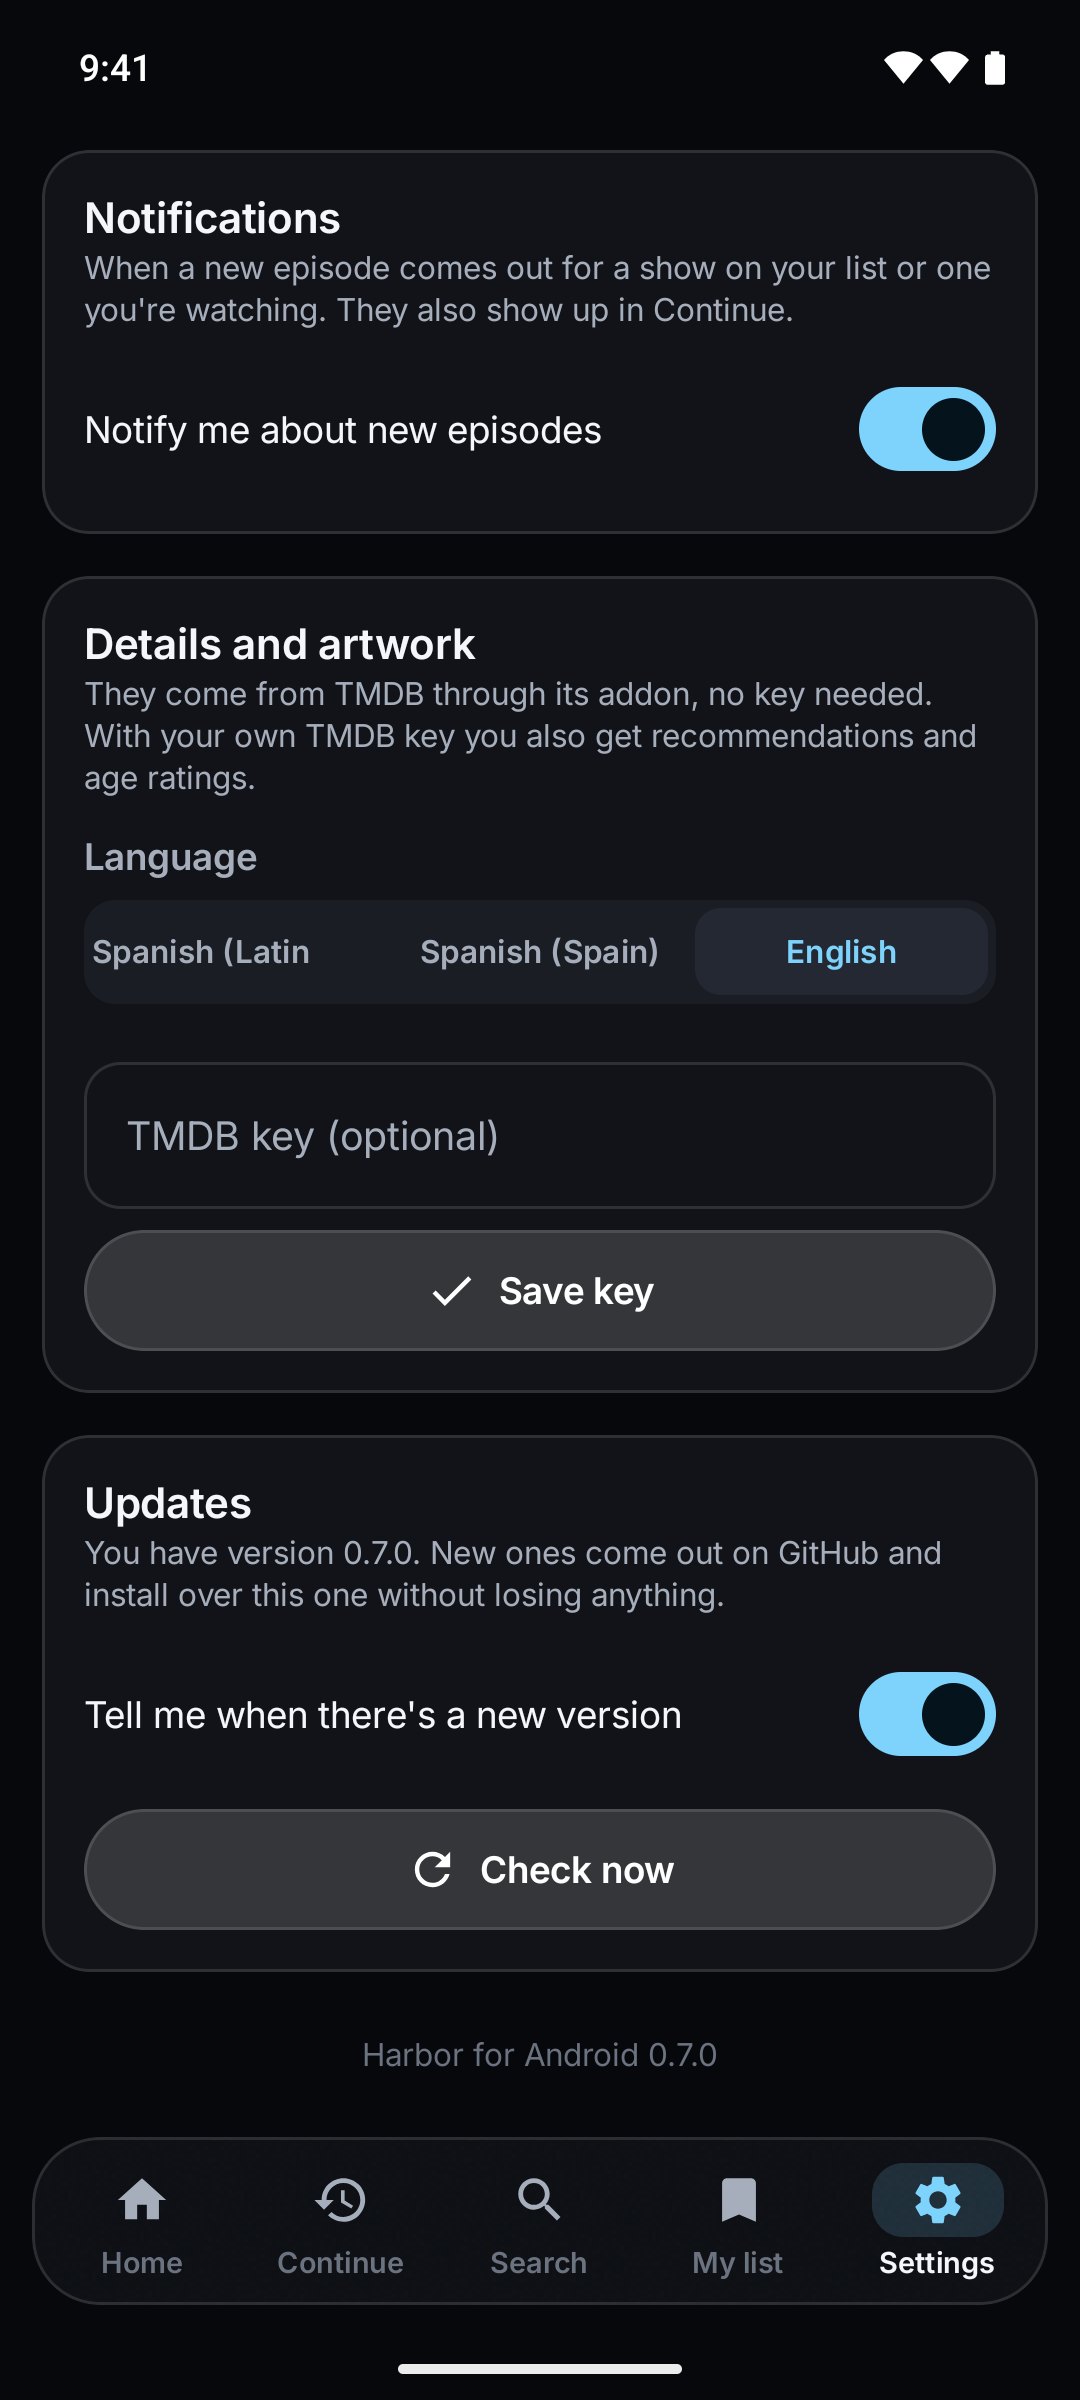 9:41
Notifications
When a new episode comes out for a show on your list or one
you're watching. They also show up in Continue.
Notify me about new episodes
Details and artwork
They come from TMDB through its addon, no key needed.
With your own TMDB key you also get recommendations and
age ratings.
Language
Spanish (Latin
Spanish (Spain)
English
TMDB key (optional)
Save key
Updates
You have version 0.7.0. New ones come out on GitHub and
install over this one without losing anything.
Tell me when there's a new version
Check now
Harbor for Android 0.7.0
Home
Continue
Search
My list
Settings